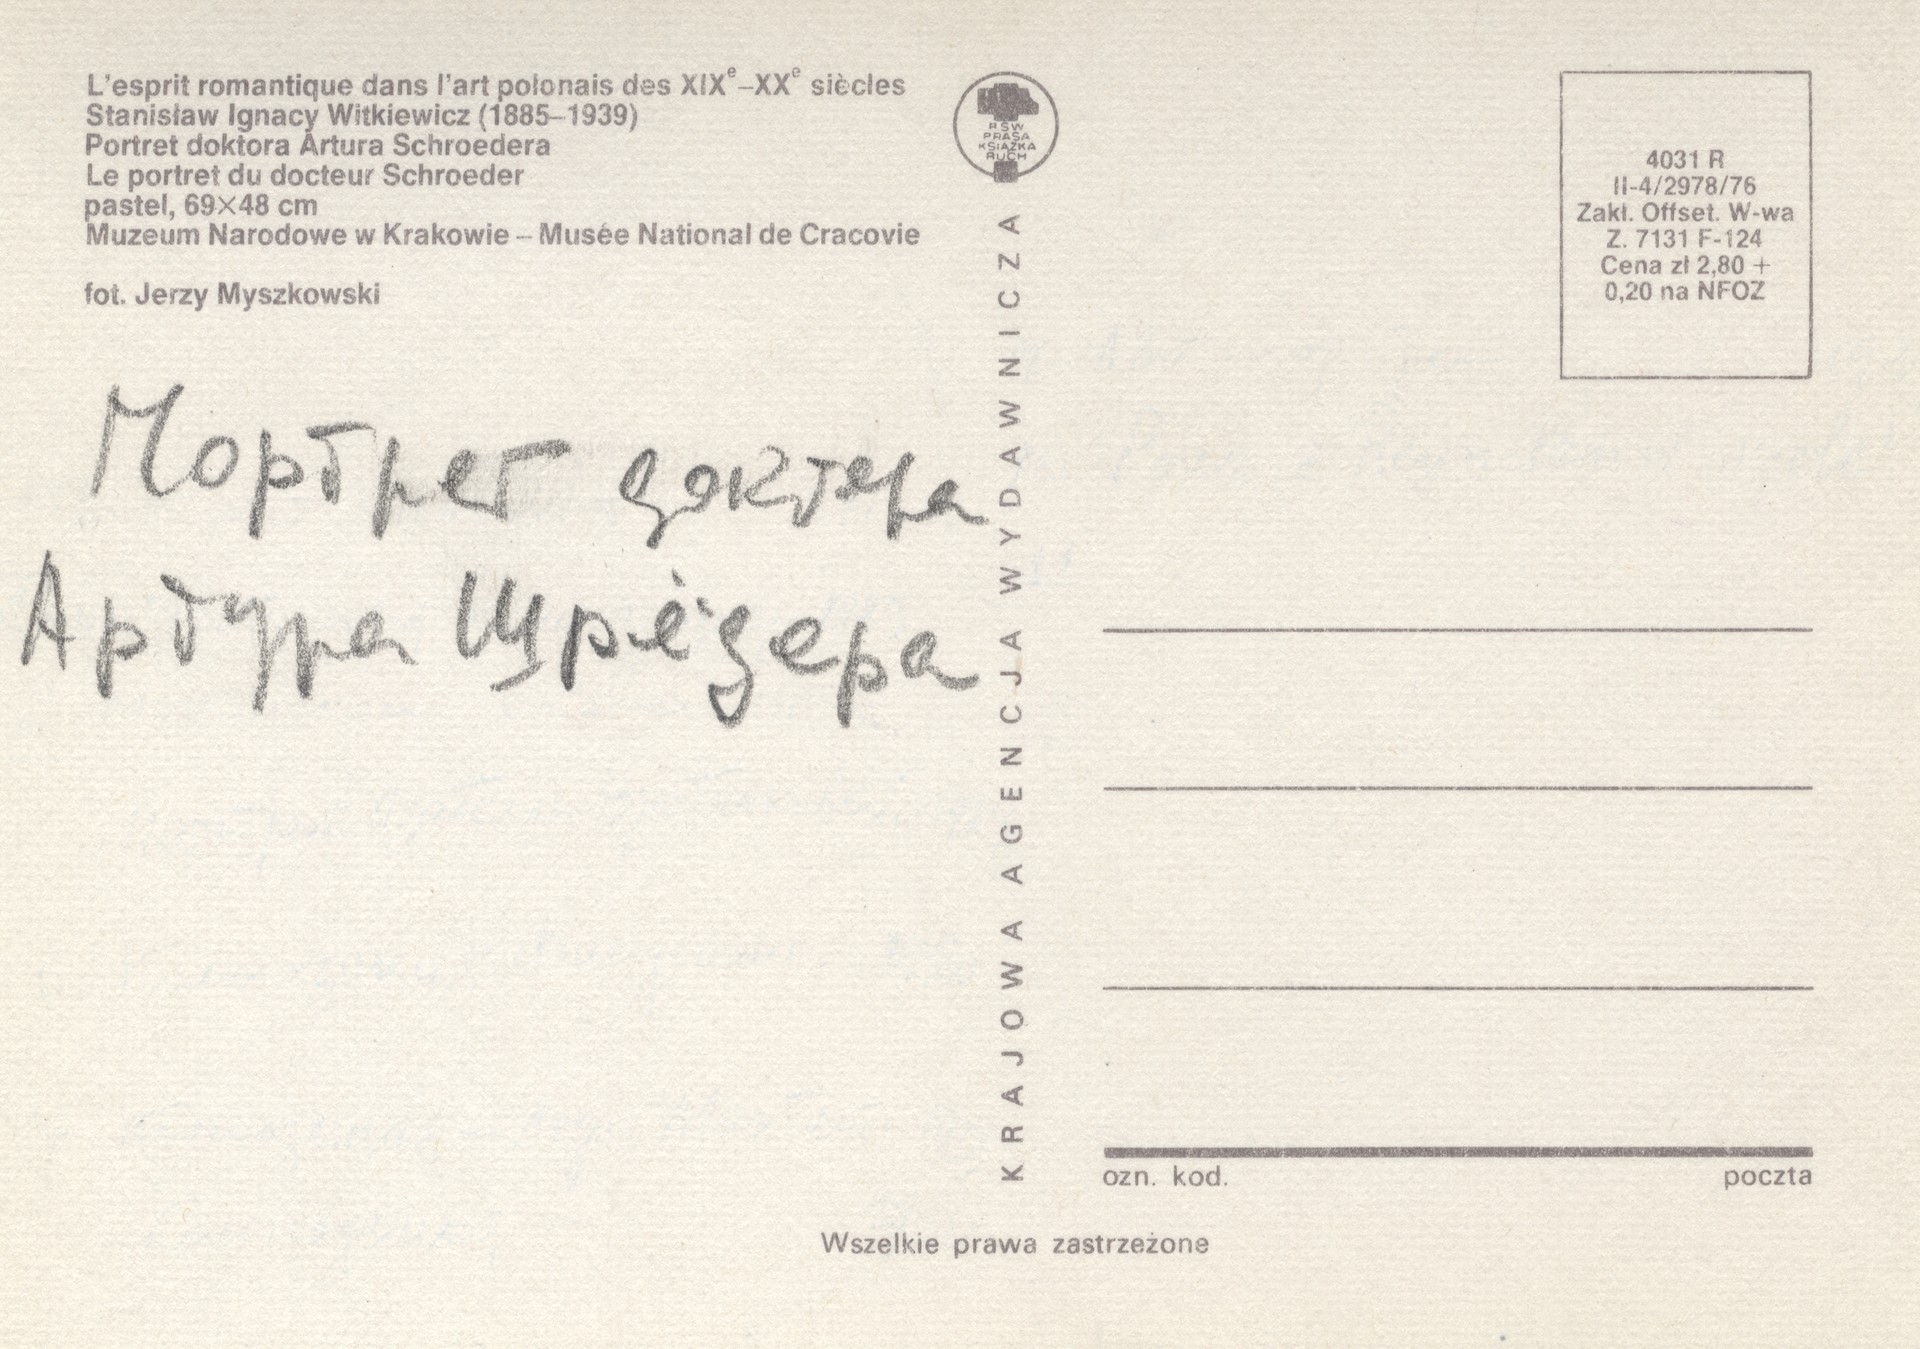 L'esprit romantique dans l'art polonais des XIXe–XXe siècles
Stanisław Ignacy Witkiewicz (1885–1939)
Portret doktora Artura Schroedera
Le portret du docteur Schroeder
pastel, 69×48 cm
Muzeum Narodowe w Krakowie – Musée National de Cracovie
fot. Jerzy Myszkowski
Портрет доктера
Артура Шрёдера
RSW
PRASA
KSIĄŻKA
RUCH
KRAJOWA AGENCJA WYDAWNICZA
4031 R
II-4/2978/76
Zakł. Offset. W-wa
Z. 7131 F-124
Cena zł 2,80 +
0,20 na NFOZ
ozn. kod.
poczta
Wszelkie prawa zastrzeżone